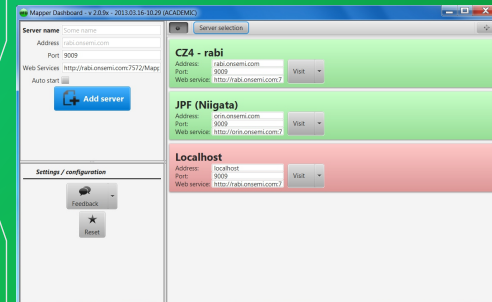 Mapper Dashboard - v 2.0.9x - 2013.03.16-10.29 (ACADEMIC)
Server name Some name
Address rabi.onsemi.com
Port 9009
Web Services http://rabi.onsemi.com:7572/Mapp
Auto start
Add server
Settings / configuration
Feedback
Reset
Server selection
CZ4 - rabi
Address: rabi.onsemi.com
Port: 9009
Web service: http://rabi.onsemi.com:7
Visit
JPF (Niigata)
Address: orin.onsemi.com
Port: 9009
Web service: http://orin.onsemi.com:7
Visit
Localhost
Address: localhost
Port: 9009
Web service: http://rabi.onsemi.com:7
Visit